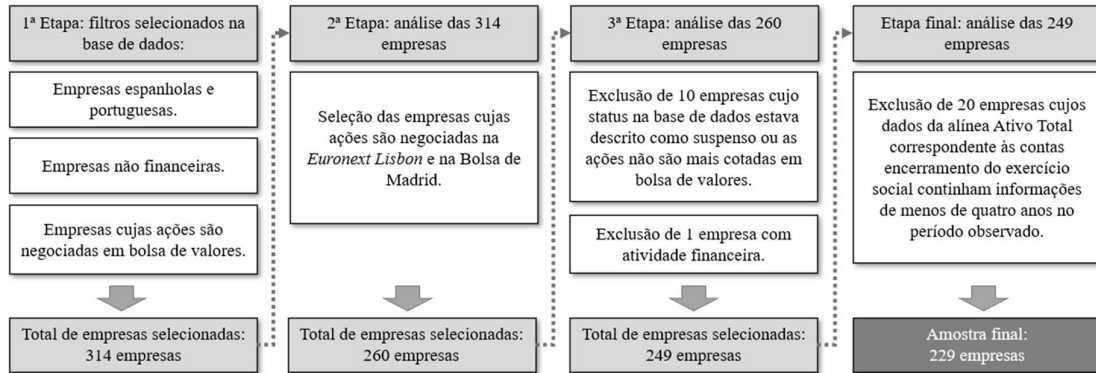 1ª Etapa: filtros selecionados na
base de dados:
Empresas espanholas e
portuguesas.
Empresas não financeiras.
Empresas cujas ações são
negociadas em bolsa de valores.
Total de empresas selecionadas:
314 empresas
2ª Etapa: análise das 314
empresas
Seleção das empresas cujas
ações são negociadas na
Euronext Lisbon e na Bolsa de
Madrid.
Total de empresas selecionadas:
260 empresas
3ª Etapa: análise das 260
empresas
Exclusão de 10 empresas cujo
status na base de dados estava
descrito como suspenso ou as
ações não são mais cotadas em
bolsa de valores.
Exclusão de 1 empresa com
atividade financeira.
Total de empresas selecionadas:
249 empresas
Etapa final: análise das 249
empresas
Exclusão de 20 empresas cujos
dados da alínea Ativo Total
correspondente às contas
encerramento do exercício
social continham informações
de menos de quatro anos no
período observado.
Amostra final:
229 empresas